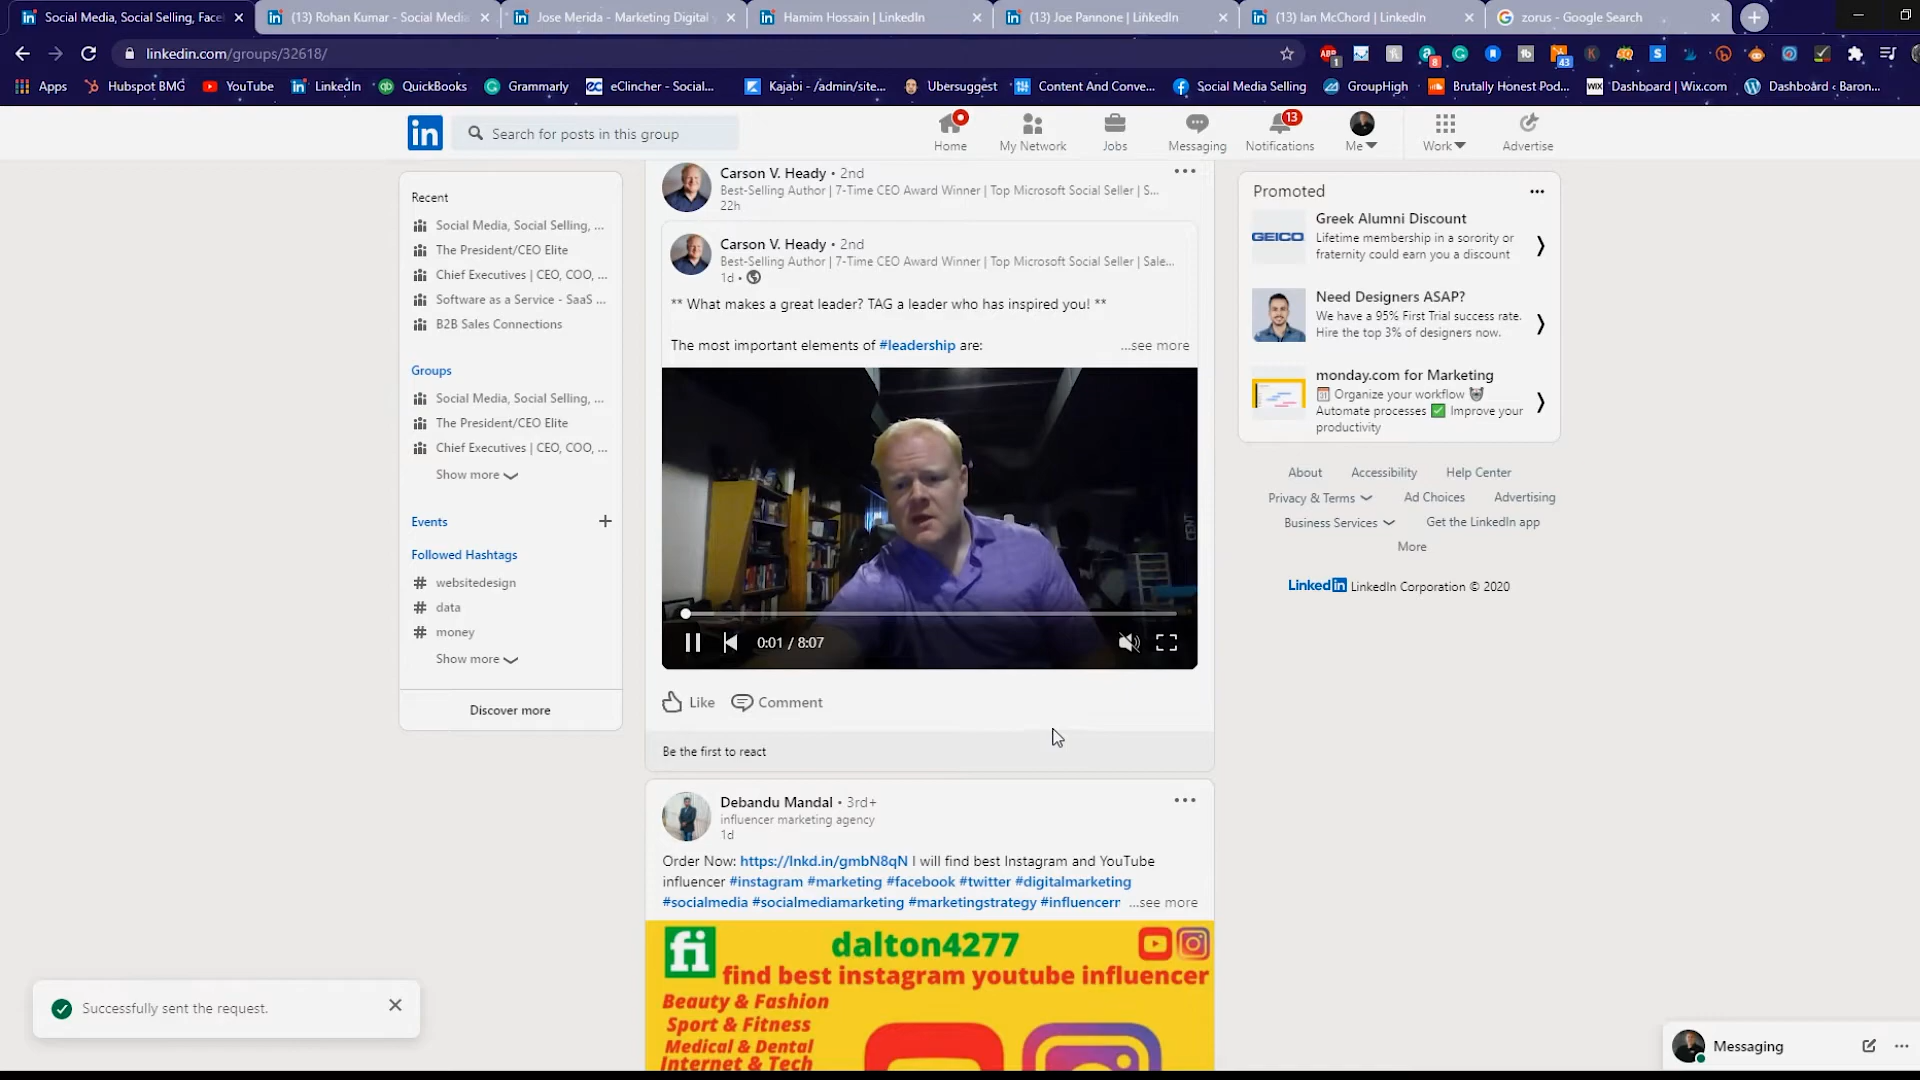 Social Media, Social Selling, Face
(13) Rohan Kumar - Social Media
Jose Merida - Marketing Digital y
Hamim Hossain | LinkedIn
(13) Joe Pannone | LinkedIn
(13) Ian McChord | LinkedIn
zorus - Google Search
linkedin.com/groups/32618/
Apps
Hubspot BMG
YouTube
LinkedIn
QuickBooks
Grammarly
eClincher - Social...
Kajabi - /admin/site...
Ubersuggest
Content And Conve...
Social Media Selling
GroupHigh
Brutally Honest Pod...
Dashboard | Wix.com
Dashboard ‹ Baron...
Search for posts in this group
Home
My Network
Jobs
Messaging
13
Notifications
Me
Work
Advertise
Recent
Social Media, Social Selling, ...
The President/CEO Elite
Chief Executives | CEO, COO, ...
Software as a Service - SaaS ...
B2B Sales Connections
Groups
Social Media, Social Selling, ...
The President/CEO Elite
Chief Executives | CEO, COO, ...
Show more
Events
Followed Hashtags
# websitedesign
# data
# money
Show more
Discover more
Carson V. Heady • 2nd
Best-Selling Author | 7-Time CEO Award Winner | Top Microsoft Social Seller | S...
22h
Carson V. Heady • 2nd
Best-Selling Author | 7-Time CEO Award Winner | Top Microsoft Social Seller | Sale...
1d •
** What makes a great leader? TAG a leader who has inspired you! **
The most important elements of #leadership are:
...see more
0:01 / 8:07
Like
Comment
Be the first to react
Debandu Mandal • 3rd+
influencer marketing agency
1d
Order Now: https://lnkd.in/gmbN8qN I will find best Instagram and YouTube
influencer #instagram #marketing #facebook #twitter #digitalmarketing
#socialmedia #socialmediamarketing #marketingstrategy #influencerr ...see more
fi
dalton4277
find best instagram youtube influencer
Beauty & Fashion
Sport & Fitness
Medical & Dental
Internet & Tech
Promoted
GEICO
Greek Alumni Discount
Lifetime membership in a sorority or
fraternity could earn you a discount
Need Designers ASAP?
We have a 95% First Trial success rate.
Hire the top 3% of designers now.
monday.com for Marketing
Organize your workflow
Automate processes ✅ Improve your
productivity
About
Accessibility
Help Center
Privacy & Terms
Ad Choices
Advertising
Business Services
Get the LinkedIn app
More
LinkedIn LinkedIn Corporation © 2020
Successfully sent the request.
Messaging